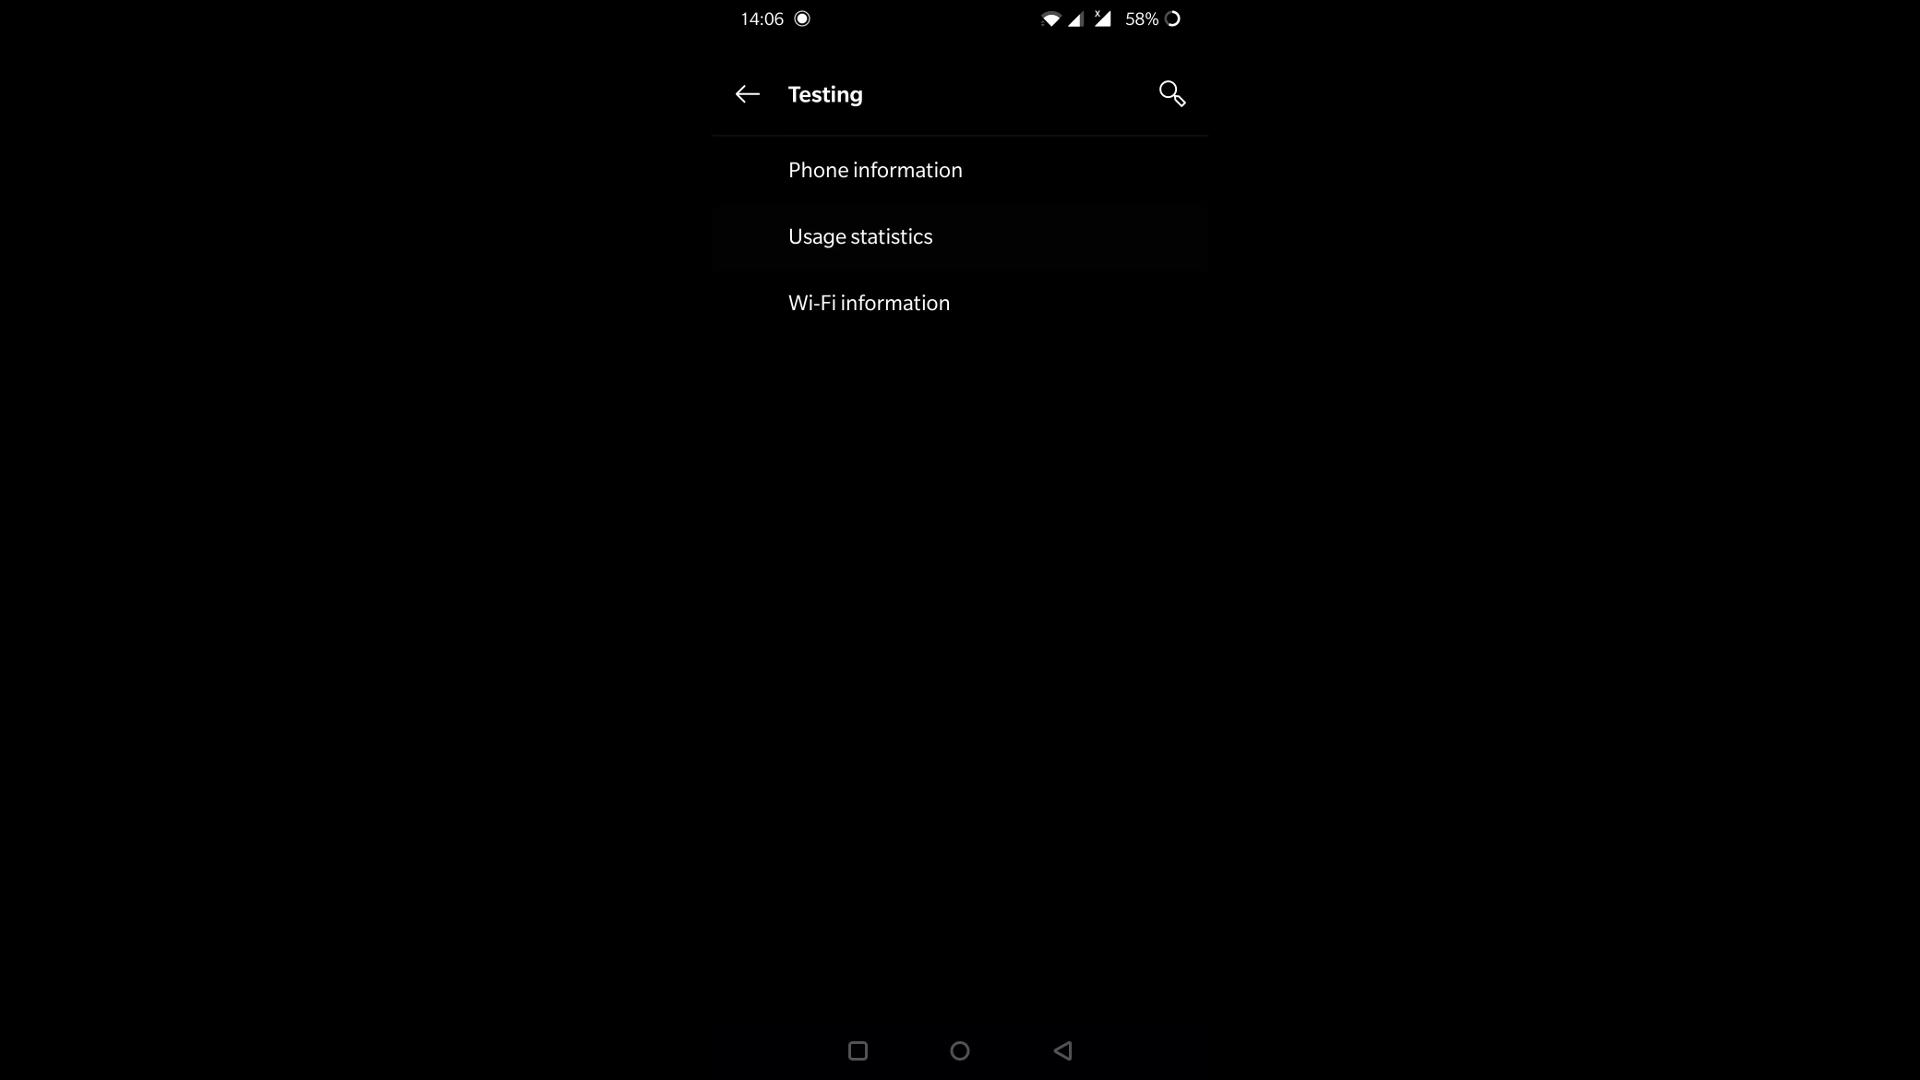 14:06 58%
Testing
Phone information
Usage statistics
Wi-Fi information